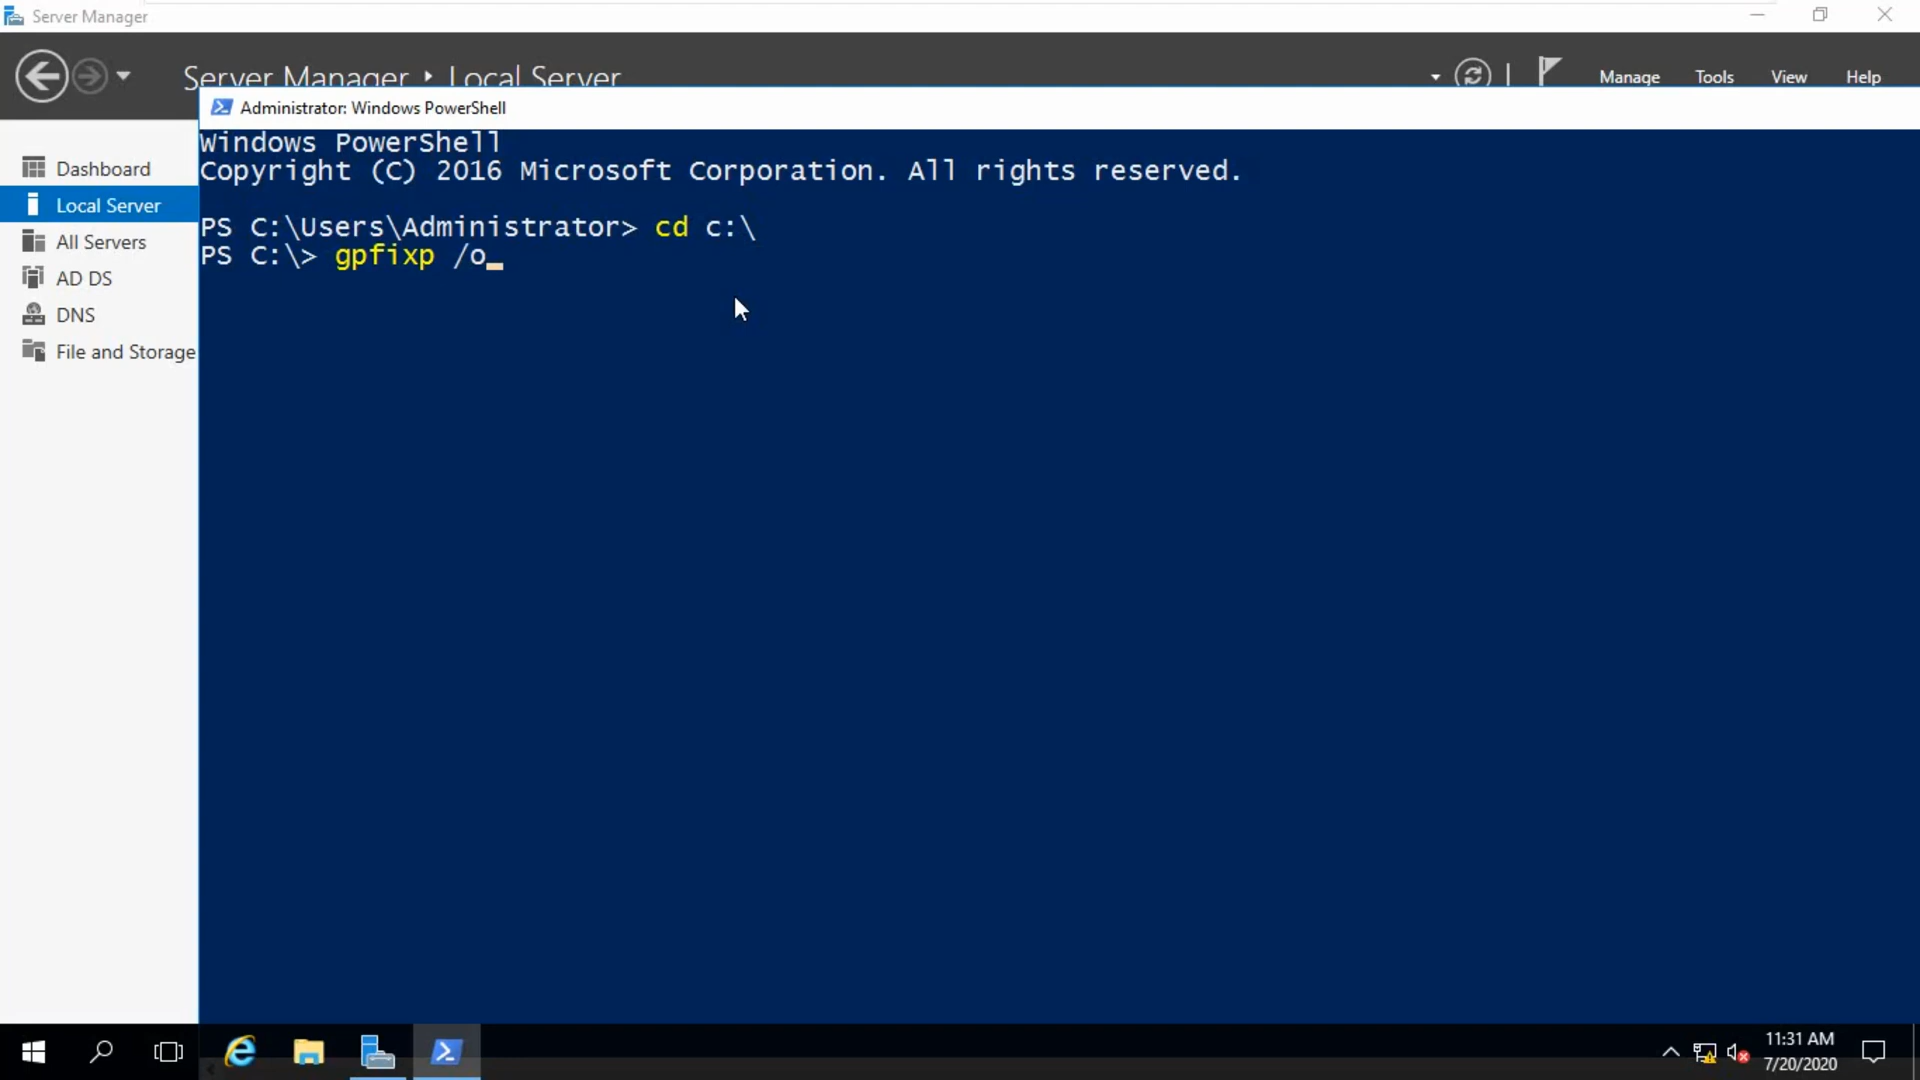 Server Manager
Server Manager ‣ Local Server
Manage Tools View Help
Administrator: Windows PowerShell
Windows PowerShell
Copyright (C) 2016 Microsoft Corporation. All rights reserved.
Dashboard
Local Server
All Servers
AD DS
DNS
File and Storage
PS C:\Users\Administrator> cd c:\
PS C:\> gpfixp /o_
11:31 AM
7/20/2020